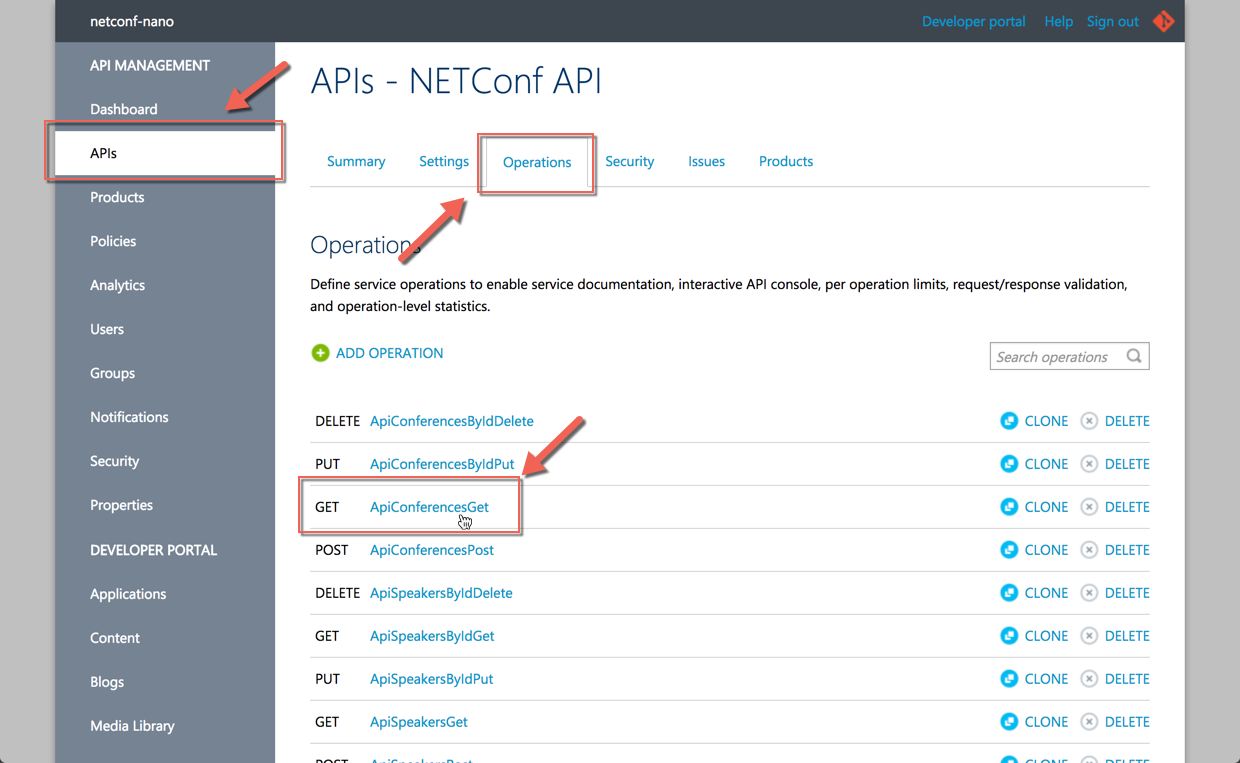 netconf-nano
Developer portal
Help
Sign out
API MANAGEMENT
Dashboard
APIs
Products
Policies
Analytics
Users
Groups
Notifications
Security
Properties
DEVELOPER PORTAL
Applications
Content
Blogs
Media Library
APIs - NETConf API
Summary
Settings
Operations
Security
Issues
Products
Operations
Define service operations to enable service documentation, interactive API console, per operation limits, request/response validation,
and operation-level statistics.
ADD OPERATION
Search operations
DELETE ApiConferencesByIdDelete CLONE DELETE
PUT ApiConferencesByIdPut CLONE DELETE
GET ApiConferencesGet CLONE DELETE
POST ApiConferencesPost CLONE DELETE
DELETE ApiSpeakersByIdDelete CLONE DELETE
GET ApiSpeakersByIdGet CLONE DELETE
PUT ApiSpeakersByIdPut CLONE DELETE
GET ApiSpeakersGet CLONE DELETE
POST ApiSpeakersPost CLONE DELETE